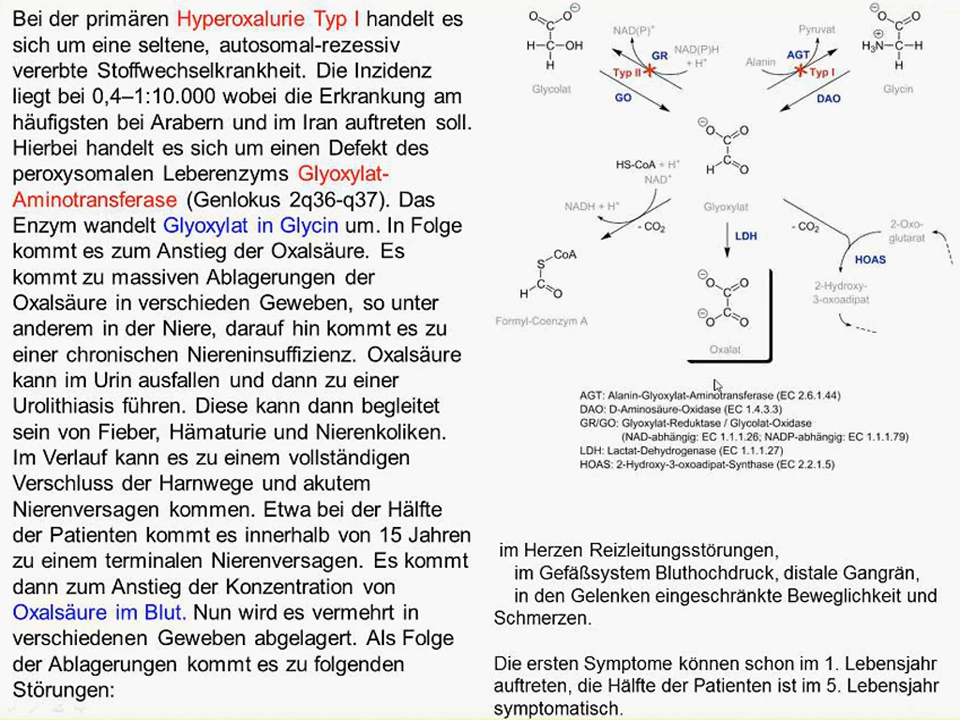 Bei der primären Hyperoxalurie Typ I handelt es
sich um eine seltene, autosomal-rezessiv
vererbte Stoffwechselkrankheit. Die Inzidenz
liegt bei 0,4–1:10.000 wobei die Erkrankung am
häufigsten bei Arabern und im Iran auftreten soll.
Hierbei handelt es sich um einen Defekt des
peroxysomalen Leberenzyms Glyoxylat-
Aminotransferase (Genlokus 2q36-q37). Das
Enzym wandelt Glyoxylat in Glycin um. In Folge
kommt es zum Anstieg der Oxalsäure. Es
kommt zu massiven Ablagerungen der
Oxalsäure in verschieden Geweben, so unter
anderem in der Niere, darauf hin kommt es zu
einer chronischen Niereninsuffizienz. Oxalsäure
kann im Urin ausfallen und dann zu einer
Urolithiasis führen. Diese kann dann begleitet
sein von Fieber, Hämaturie und Nierenkoliken.
Im Verlauf kann es zu einem vollständigen
Verschluss der Harnwege und akutem
Nierenversagen kommen. Etwa bei der Hälfte
der Patienten kommt es innerhalb von 15 Jahren
zu einem terminalen Nierenversagen. Es kommt
dann zum Anstieg der Konzentration von
Oxalsäure im Blut. Nun wird es vermehrt in
verschiedenen Geweben abgelagert. Als Folge
der Ablagerungen kommt es zu folgenden
Störungen:
O O⊖
H OH
H
Glycolat
NAD(P)⁺
GR
NAD(P)H
+ H⁺
Typ II
GO
Pyruvat
AGT
Alanin
Typ I
DAO
⊖O O
H₃N⊕ H
H
Glycin
⊖O O
H O
Glyoxylat
HS-CoA + H⁺
NAD⁺
NADH + H⁺
- CO₂
LDH
- CO₂
2-Oxo-
glutarat
HOAS
2-Hydroxy-
3-oxoadipat
CoA
S
H O
Formyl-Coenzym A
⊖O O
⊖O O
Oxalat
AGT: Alanin-Glyoxylat-Aminotransferase (EC 2.6.1.44)
DAO: D-Aminosäure-Oxidase (EC 1.4.3.3)
GR/GO: Glyoxylat-Reduktase / Glycolat-Oxidase
(NAD-abhängig: EC 1.1.1.26; NADP-abhängig: EC 1.1.1.79)
LDH: Lactat-Dehydrogenase (EC 1.1.1.27)
HOAS: 2-Hydroxy-3-oxoadipat-Synthase (EC 2.2.1.5)
im Herzen Reizleitungsstörungen,
im Gefäßsystem Bluthochdruck, distale Gangrän,
in den Gelenken eingeschränkte Beweglichkeit und
Schmerzen.
Die ersten Symptome können schon im 1. Lebensjahr
auftreten, die Hälfte der Patienten ist im 5. Lebensjahr
symptomatisch.